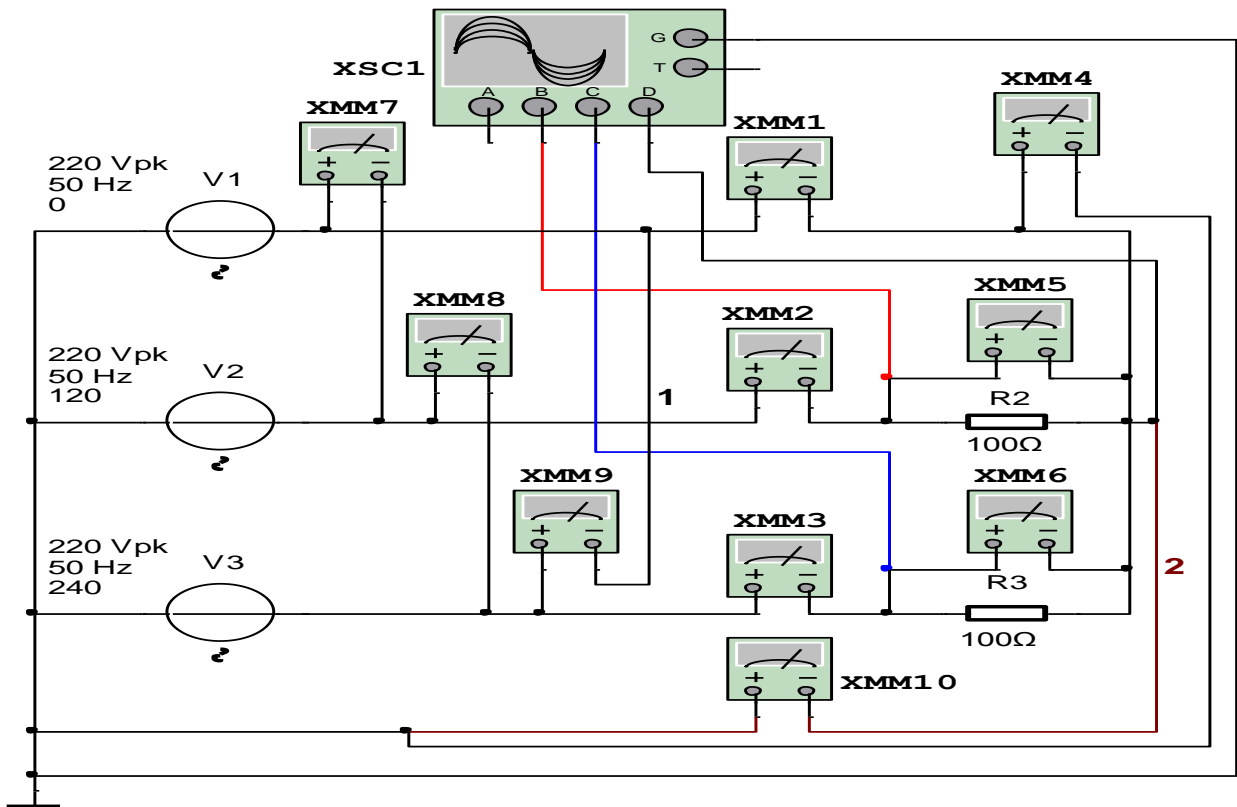 XSC1
G
T
A B C D
XMM7
XMM1
XMM4
+ −
+ −
+ −
220 Vpk
50 Hz
0
V1
XMM8
XMM2
XMM5
+ −
+ −
+ −
220 Vpk
50 Hz
120
V2
1
R2
100Ω
XMM9
XMM3
XMM6
+ −
+ −
+ −
220 Vpk
50 Hz
240
V3
2
R3
100Ω
+ −
XMM10